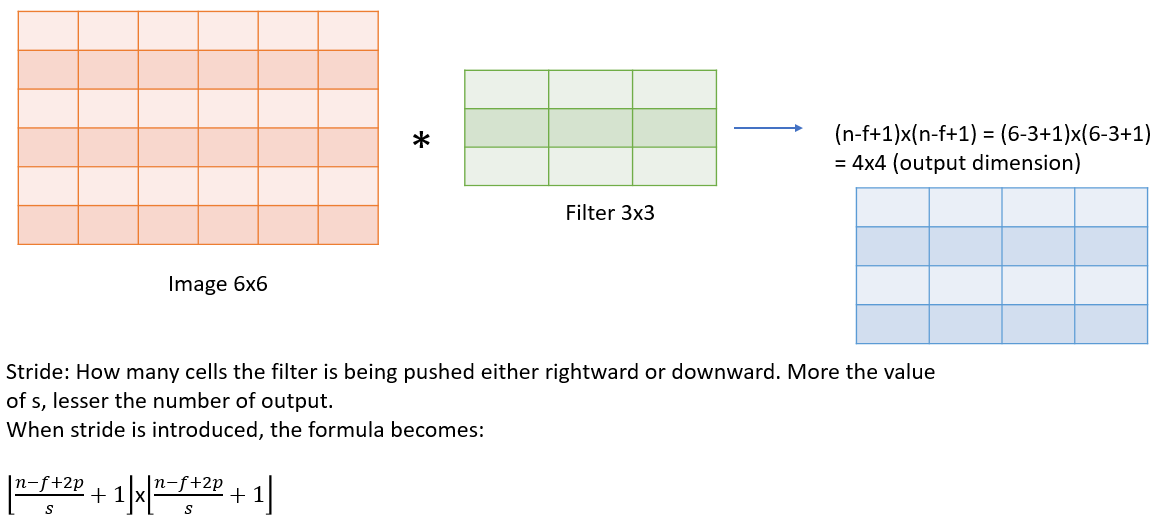 *
(n-f+1)x(n-f+1) = (6-3+1)x(6-3+1)
= 4x4 (output dimension)
Filter 3x3
Image 6x6
Stride: How many cells the filter is being pushed either rightward or downward. More the value
of s, lesser the number of output.
When stride is introduced, the formula becomes:
⌊(n−f+2p)/s + 1⌋x⌊(n−f+2p)/s + 1⌋